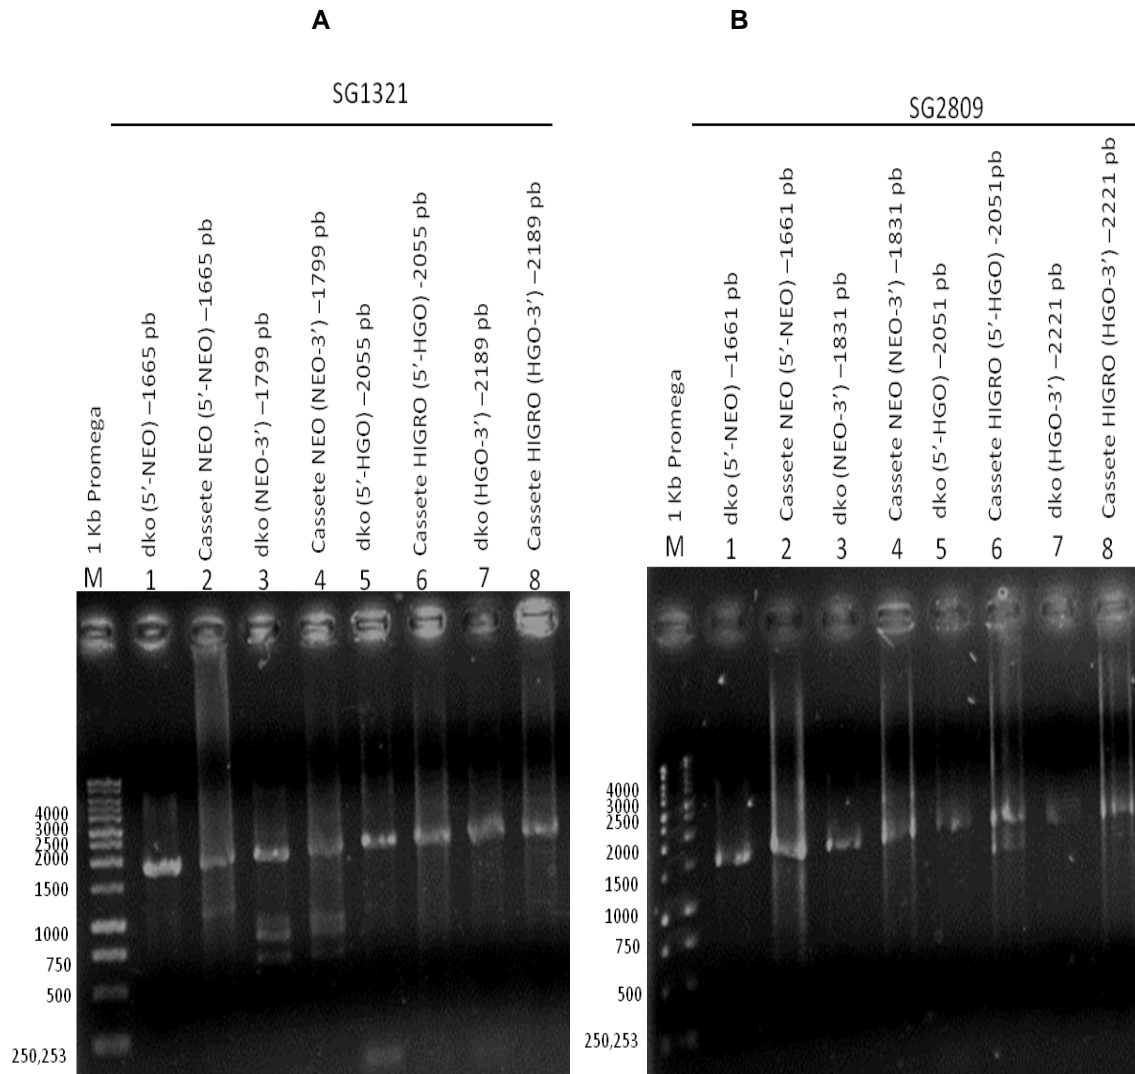 A
SG1321
1 Kb Promega
dko (5′-NEO) –1665 pb
Cassete NEO (5′-NEO) –1665 pb
dko (NEO-3′) –1799 pb
Cassete NEO (NEO-3′) –1799 pb
dko (5′-HGO) –2055 pb
Cassete HIGRO (5′-HGO) -2055 pb
dko (HGO-3′) –2189 pb
Cassete HIGRO (HGO-3′) –2189 pb
M 1 2 3 4 5 6 7 8
4000
3000
2500
2000
1500
1000
750
500
250,253
B
SG2809
1 Kb Promega
dko (5′-NEO) –1661 pb
Cassete NEO (5′-NEO) –1661 pb
dko (NEO-3′) –1831 pb
Cassete NEO (NEO-3′) –1831 pb
dko (5′-HGO) –2051 pb
Cassete HIGRO (5′-HGO) -2051pb
dko (HGO-3′) –2221 pb
Cassete HIGRO (HGO-3′) –2221 pb
M 1 2 3 4 5 6 7 8
4000
3000
2500
2000
1500
1000
750
500
250,253